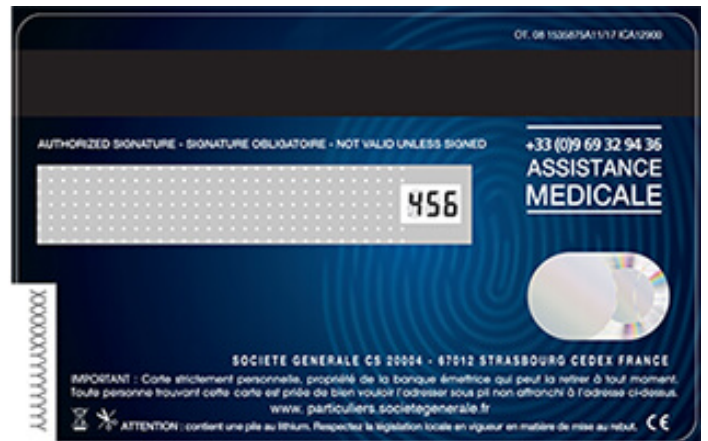 OT. 08 1535875A11/17 ICA12900
AUTHORIZED SIGNATURE - SIGNATURE OBLIGATOIRE - NOT VALID UNLESS SIGNED
+33 (0)9 69 32 94 36
ASSISTANCE
MEDICALE
456
SOCIETE GENERALE CS 20004 - 67012 STRASBOURG CEDEX FRANCE
IMPORTANT : Carte strictement personnelle, propriété de la banque émettrice qui peut la retirer à tout moment.
Toute personne trouvant cette carte est priée de bien vouloir l'adresser sous pli non affranchi à l'adresse ci-dessus.
www. particuliers.societegenerale.fr
ATTENTION : contient une pile au lithium. Respectez la législation locale en vigueur en matière de mise au rebut. CE
XXXXXXYYYYYY